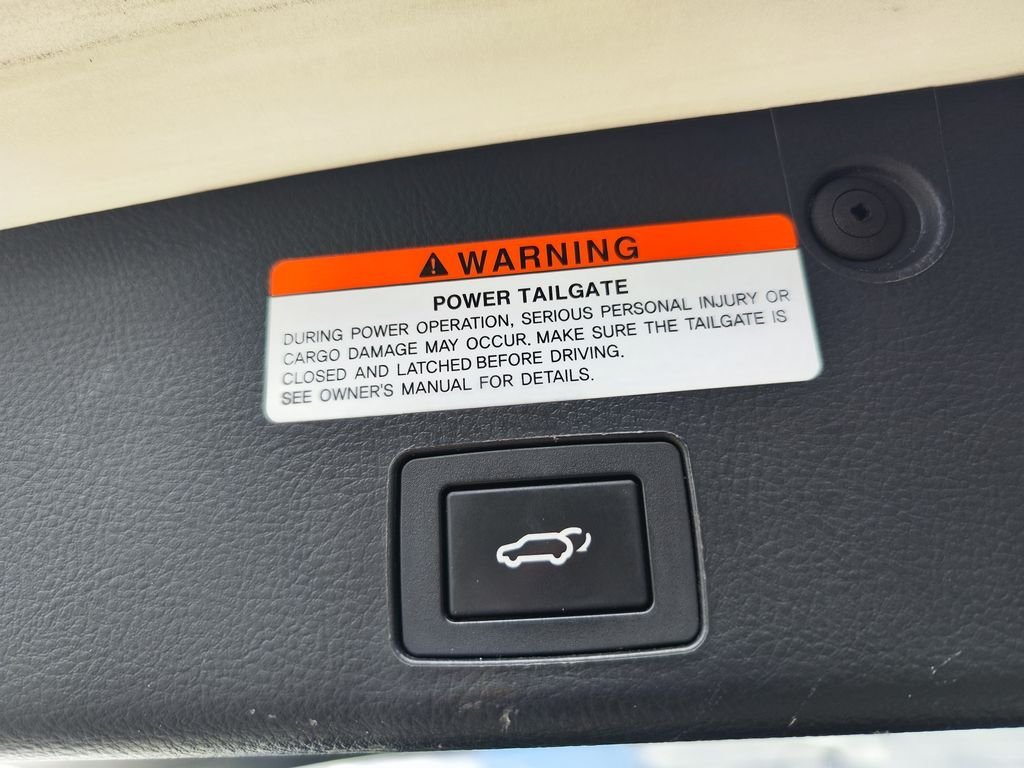 WARNING
POWER TAILGATE
DURING POWER OPERATION, SERIOUS PERSONAL INJURY OR
CARGO DAMAGE MAY OCCUR. MAKE SURE THE TAILGATE IS
CLOSED AND LATCHED BEFORE DRIVING.
SEE OWNER'S MANUAL FOR DETAILS.